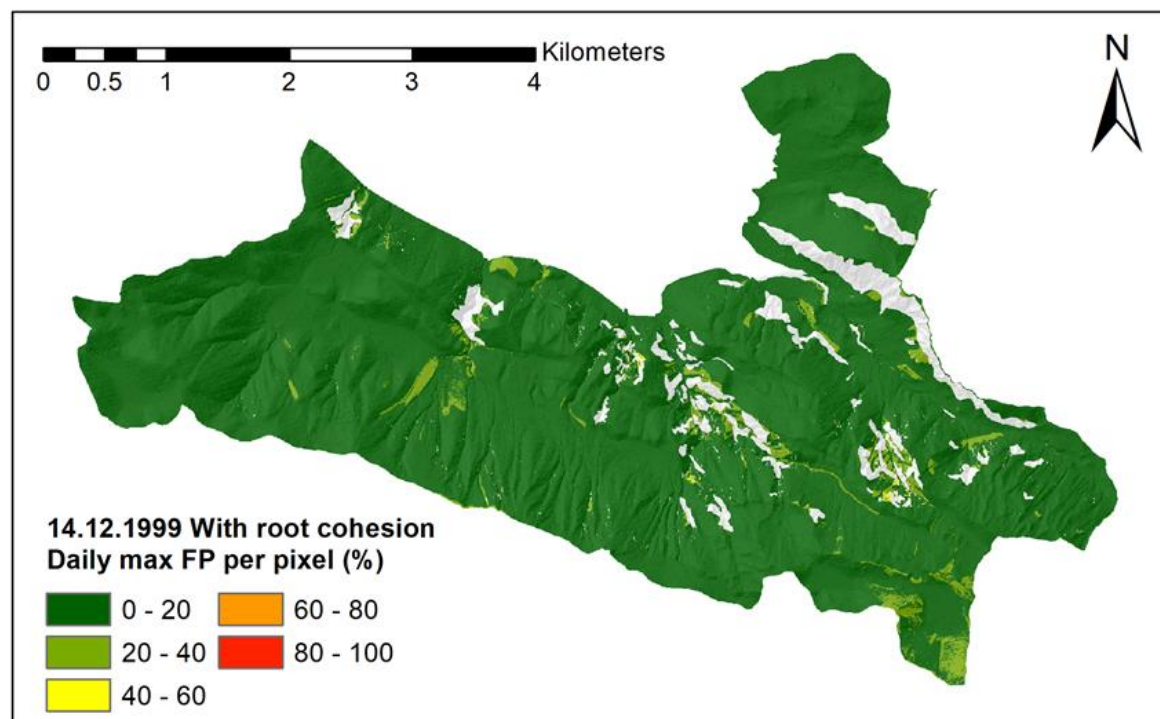 Kilometers
0 0.5 1 2 3 4
N
14.12.1999 With root cohesion
Daily max FP per pixel (%)
0 - 20 60 - 80
20 - 40 80 - 100
40 - 60